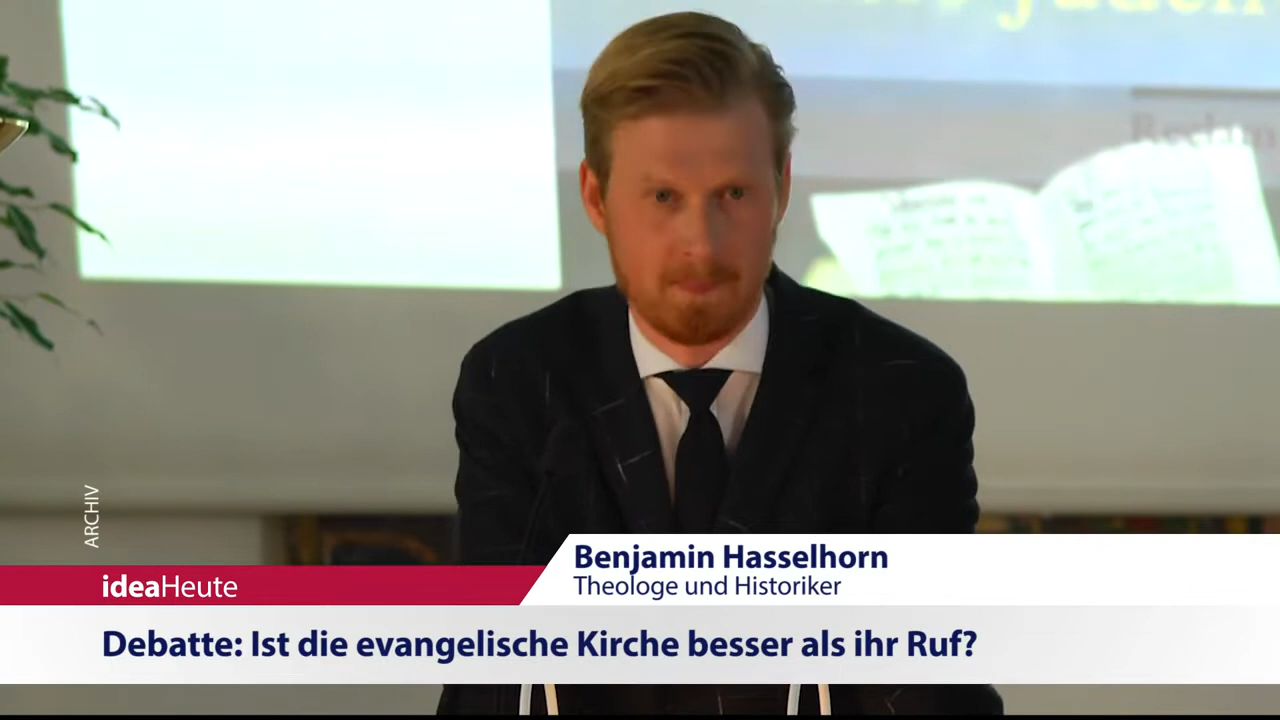 ARCHIV
Benjamin Hasselhorn
Theologe und Historiker
ideaHeute
Debatte: Ist die evangelische Kirche besser als ihr Ruf?